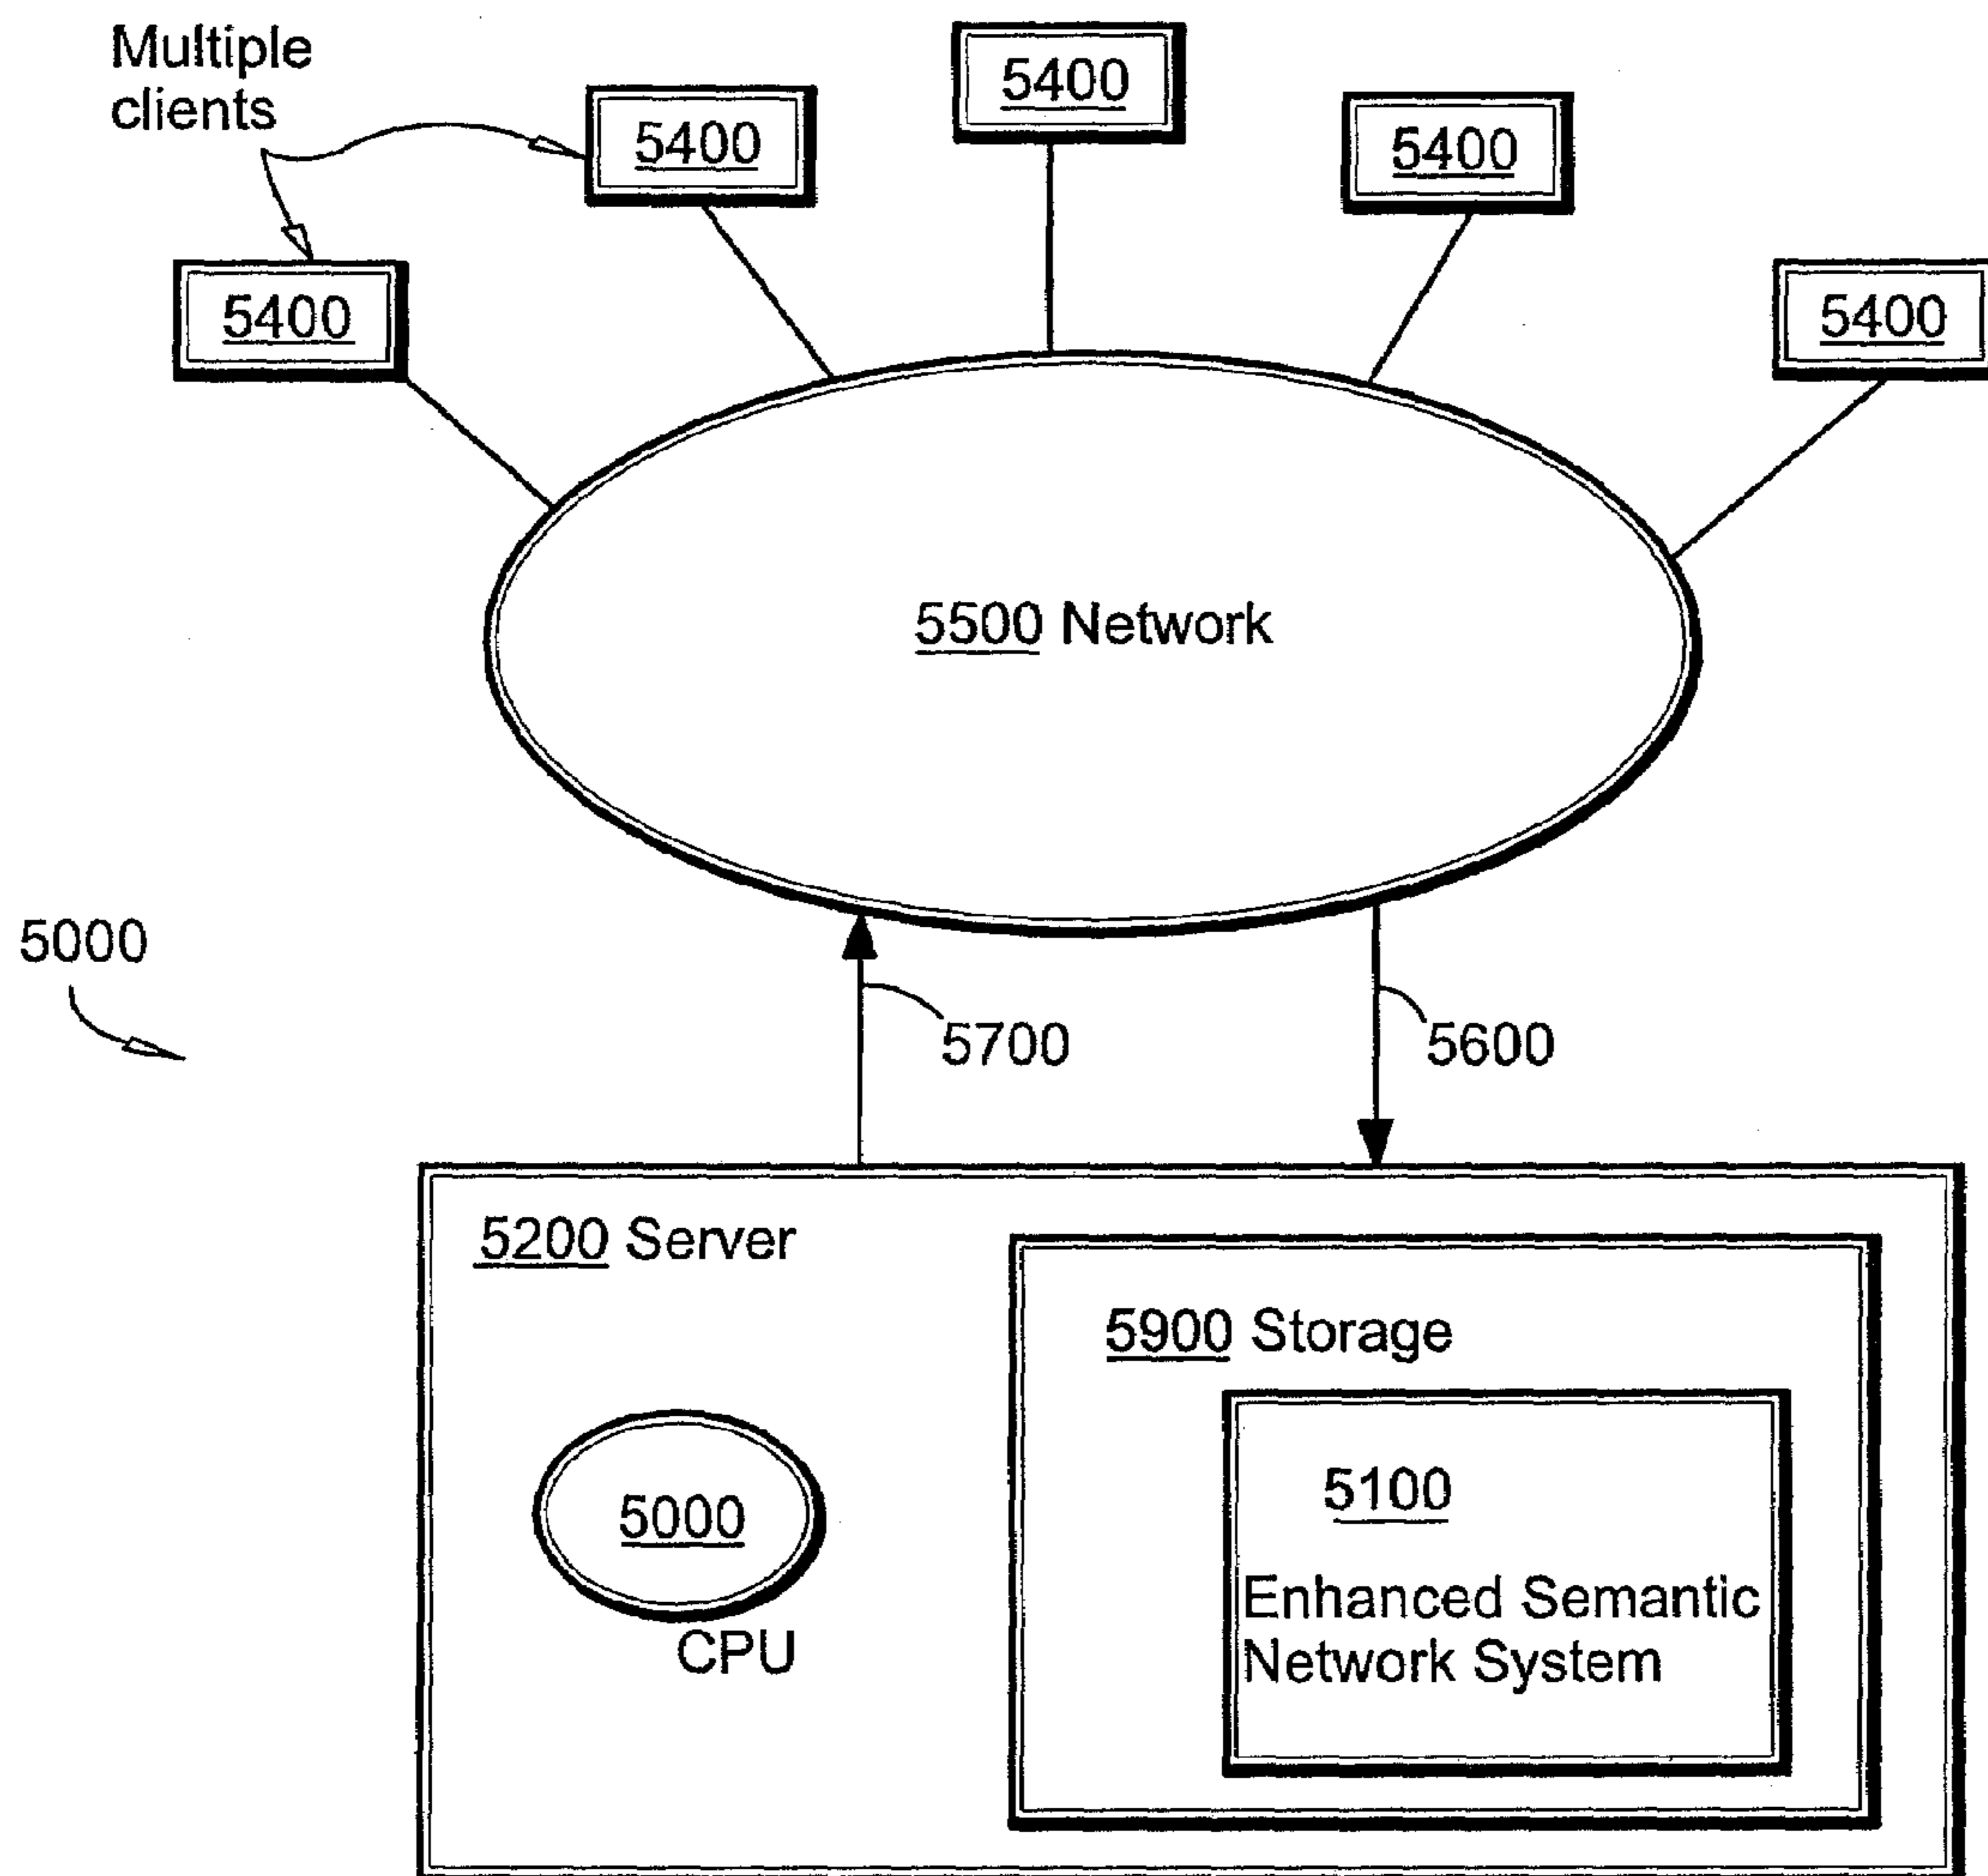 Multiple
clients
5400
5400
5400
5400
5400
5500 Network
5000
5700
5600
5200 Server
5900 Storage
5000
CPU
5100
Enhanced Semantic
Network System